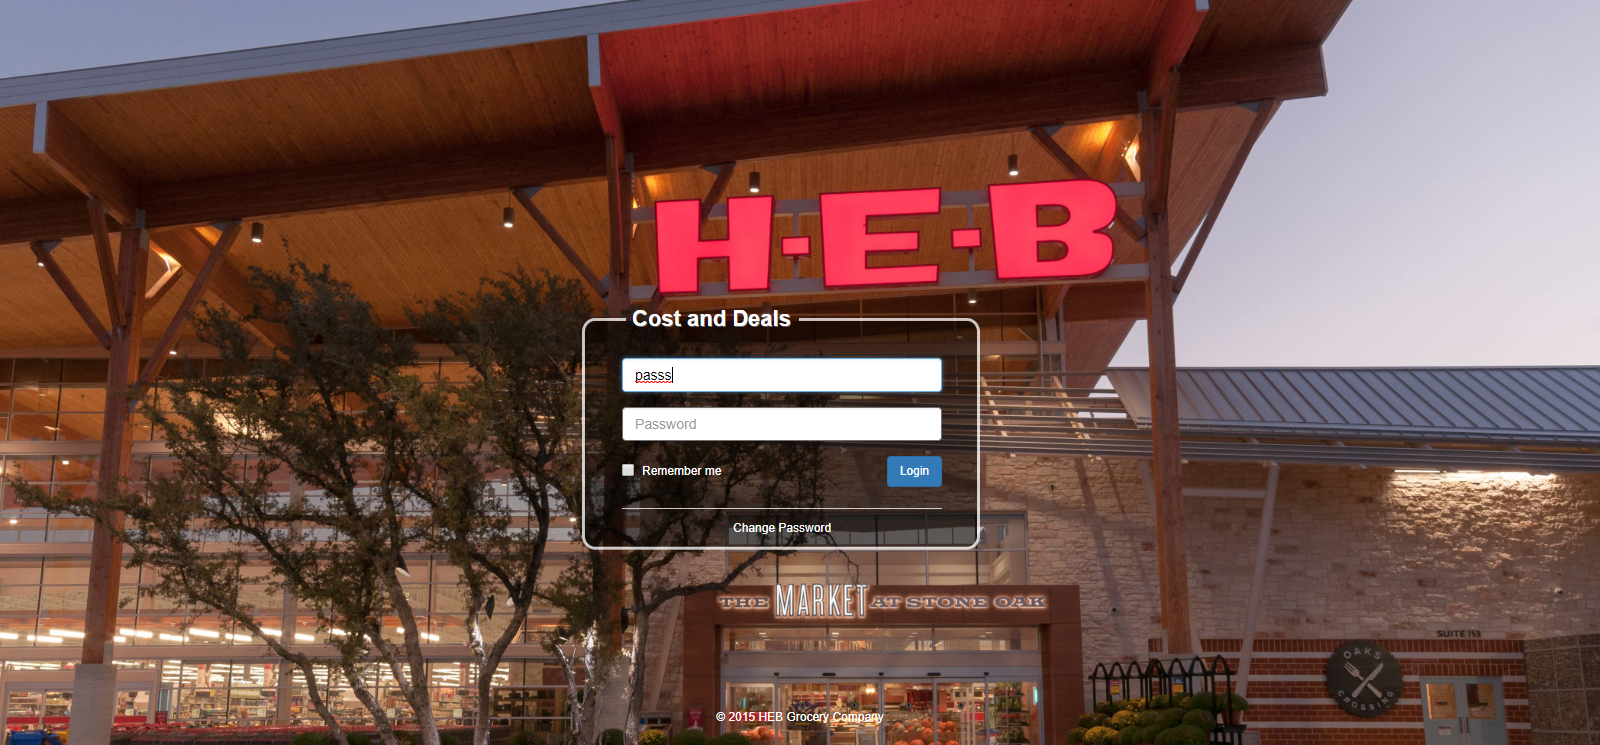 H-E-B
Cost and Deals
passs
Password
Remember me
Login
Change Password
THE MARKET AT STONE OAK
SUITE 113
OAKS
CROSSING
© 2015 HEB Grocery Company